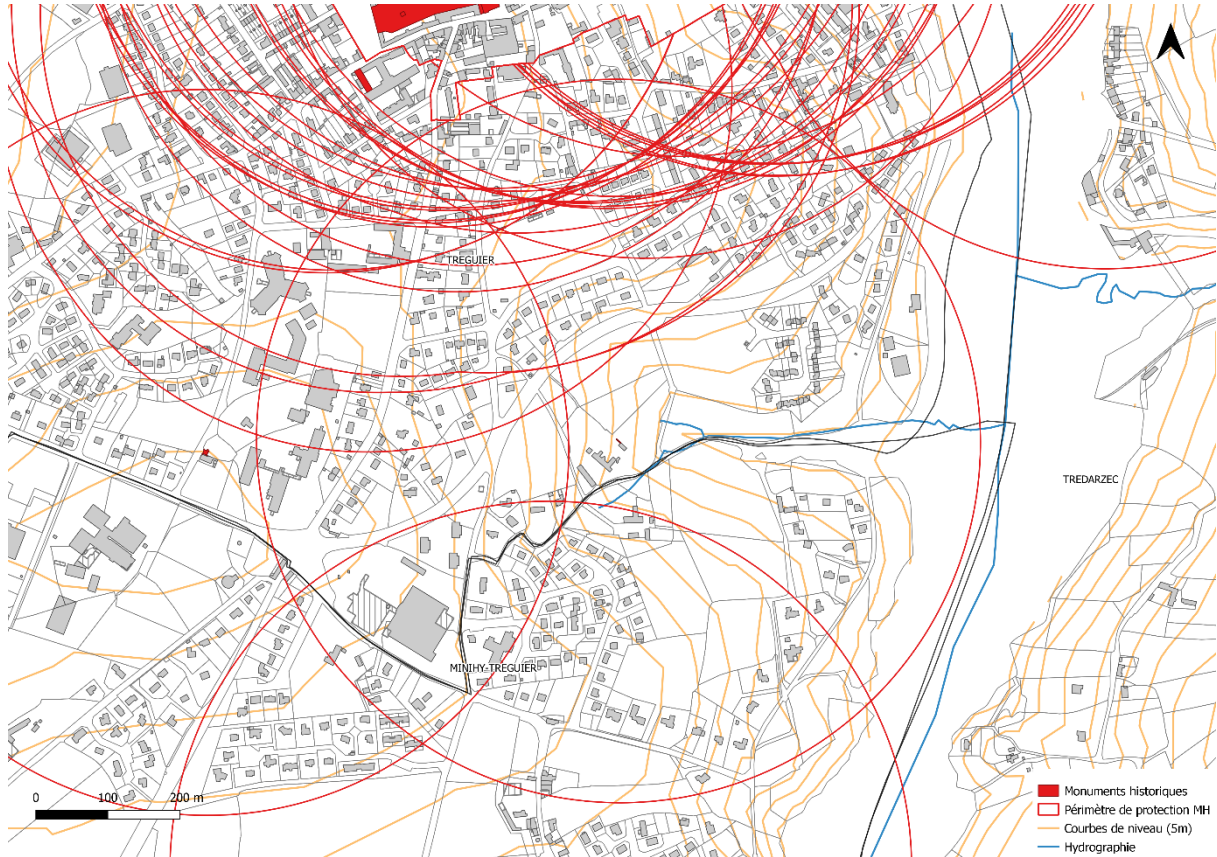 TREGUIER
TREDARZEC
MINIHY-TREGUIER
0 100 200 m
Monuments historiques
Périmètre de protection MH
Courbes de niveau (5m)
Hydrographie